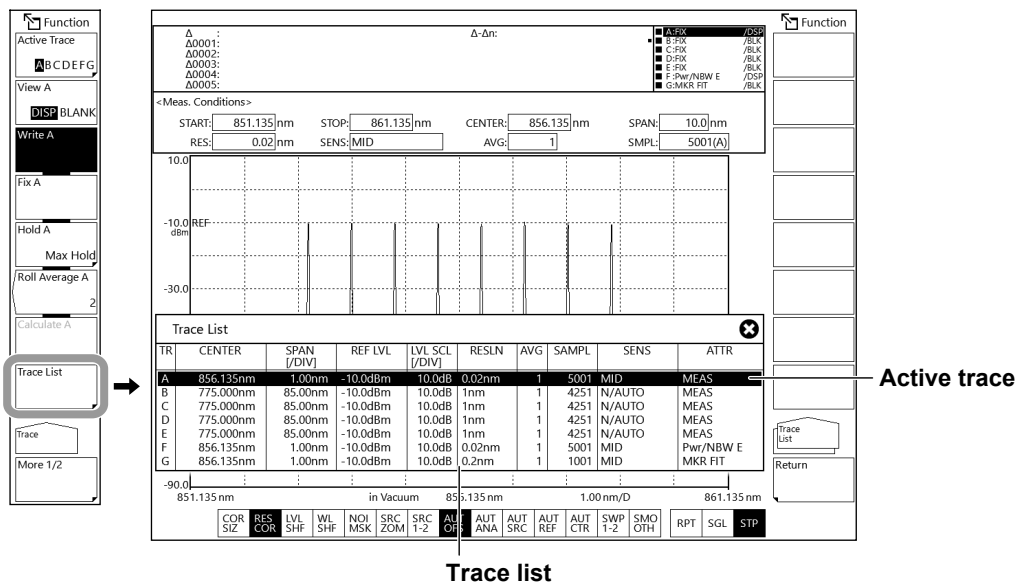 Function
Active Trace
ABCDEFG
View A
DISP BLANK
Write A
Fix A
Hold A
Max Hold
Roll Average A
2
Calculate A
Trace List
Trace
More 1/2
Δ :
Δ0001:
Δ0002:
Δ0003:
Δ0004:
Δ0005:
Δ-Δn:
A:FIX /DSP
B:FIX /BLK
C:FIX /BLK
D:FIX /BLK
E:FIX /BLK
F:Pwr/NBW E /DSP
G:MKR FIT /BLK
<Meas. Conditions>
START: 851.135 nm STOP: 861.135 nm CENTER: 856.135 nm SPAN: 10.0 nm
RES: 0.02 nm SENS: MID AVG: 1 SMPL: 5001(A)
10.0
-10.0 REF
dBm
-30.0
Trace List
TR CENTER SPAN [/DIV] REF LVL LVL SCL [/DIV] RESLN AVG SAMPL SENS ATTR
A 856.135nm 1.00nm -10.0dBm 10.0dB 0.02nm 1 5001 MID MEAS
B 775.000nm 85.00nm -10.0dBm 10.0dB 1nm 1 4251 N/AUTO MEAS
C 775.000nm 85.00nm -10.0dBm 10.0dB 1nm 1 4251 N/AUTO MEAS
D 775.000nm 85.00nm -10.0dBm 10.0dB 1nm 1 4251 N/AUTO MEAS
E 775.000nm 85.00nm -10.0dBm 10.0dB 1nm 1 4251 N/AUTO MEAS
F 856.135nm 1.00nm -10.0dBm 10.0dB 0.02nm 1 5001 MID Pwr/NBW E
G 856.135nm 1.00nm -10.0dBm 10.0dB 0.2nm 1 1001 MID MKR FIT
-90.0
851.135 nm in Vacuum 856.135 nm 1.00 nm/D 861.135 nm
COR SIZ RES COR LVL SHF WL SHF NOI MSK SRC ZOM SRC 1-2 AUT OFS AUT ANA AUT SRC AUT REF AUT CTR SWP 1-2 SMO OTH RPT SGL STP
Function
Trace List
Return
Active trace
Trace list